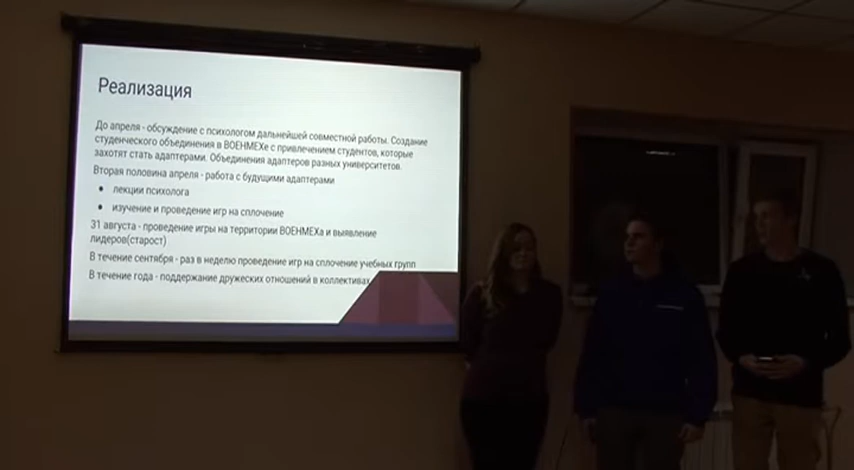 Реализация
До апреля - обсуждение с психологом дальнейшей совместной работы. Создание
студенческого объединения в ВОЕНМЕХе с привлечением студентов, которые
захотят стать адаптерами. Объединения адаптеров разных университетов.
Вторая половина апреля - работа с будущими адаптерами
● лекции психолога
● изучение и проведение игр на сплочение
31 августа - проведение игры на территории ВОЕНМЕХа и выявление
лидеров(старост)
В течение сентября - раз в неделю проведение игр на сплочение учебных групп
В течение года - поддержание дружеских отношений в коллективах